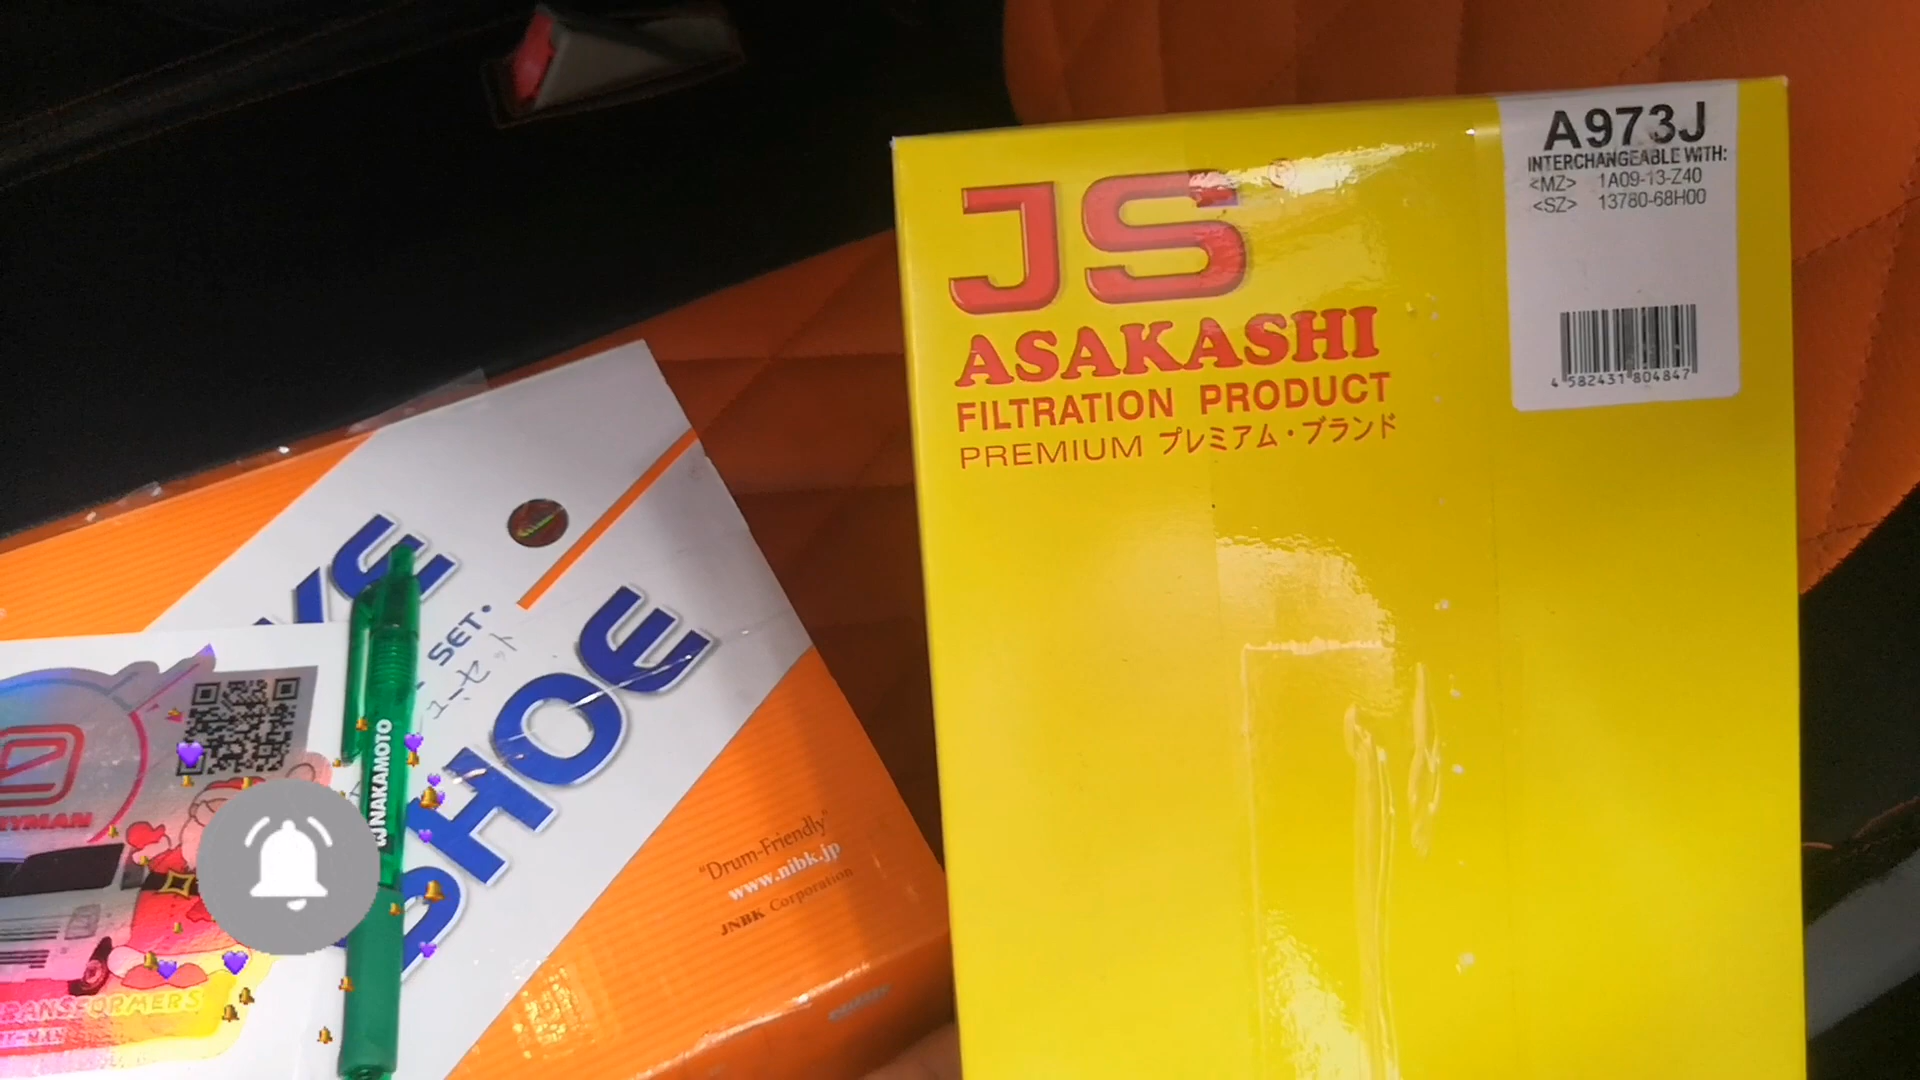 A973J
INTERCHANGEABLE WITH:
<MZ> 1A09-13-Z40
<SZ> 13780-68H00
4 582431 804847
JS ®
ASAKASHI
FILTRATION PRODUCT
PREMIUM プレミアム・ブランド
SET.
SHOE
"Drum-Friendly"
www.nibk.jp
JNBK Corporation
NAKAMOTO